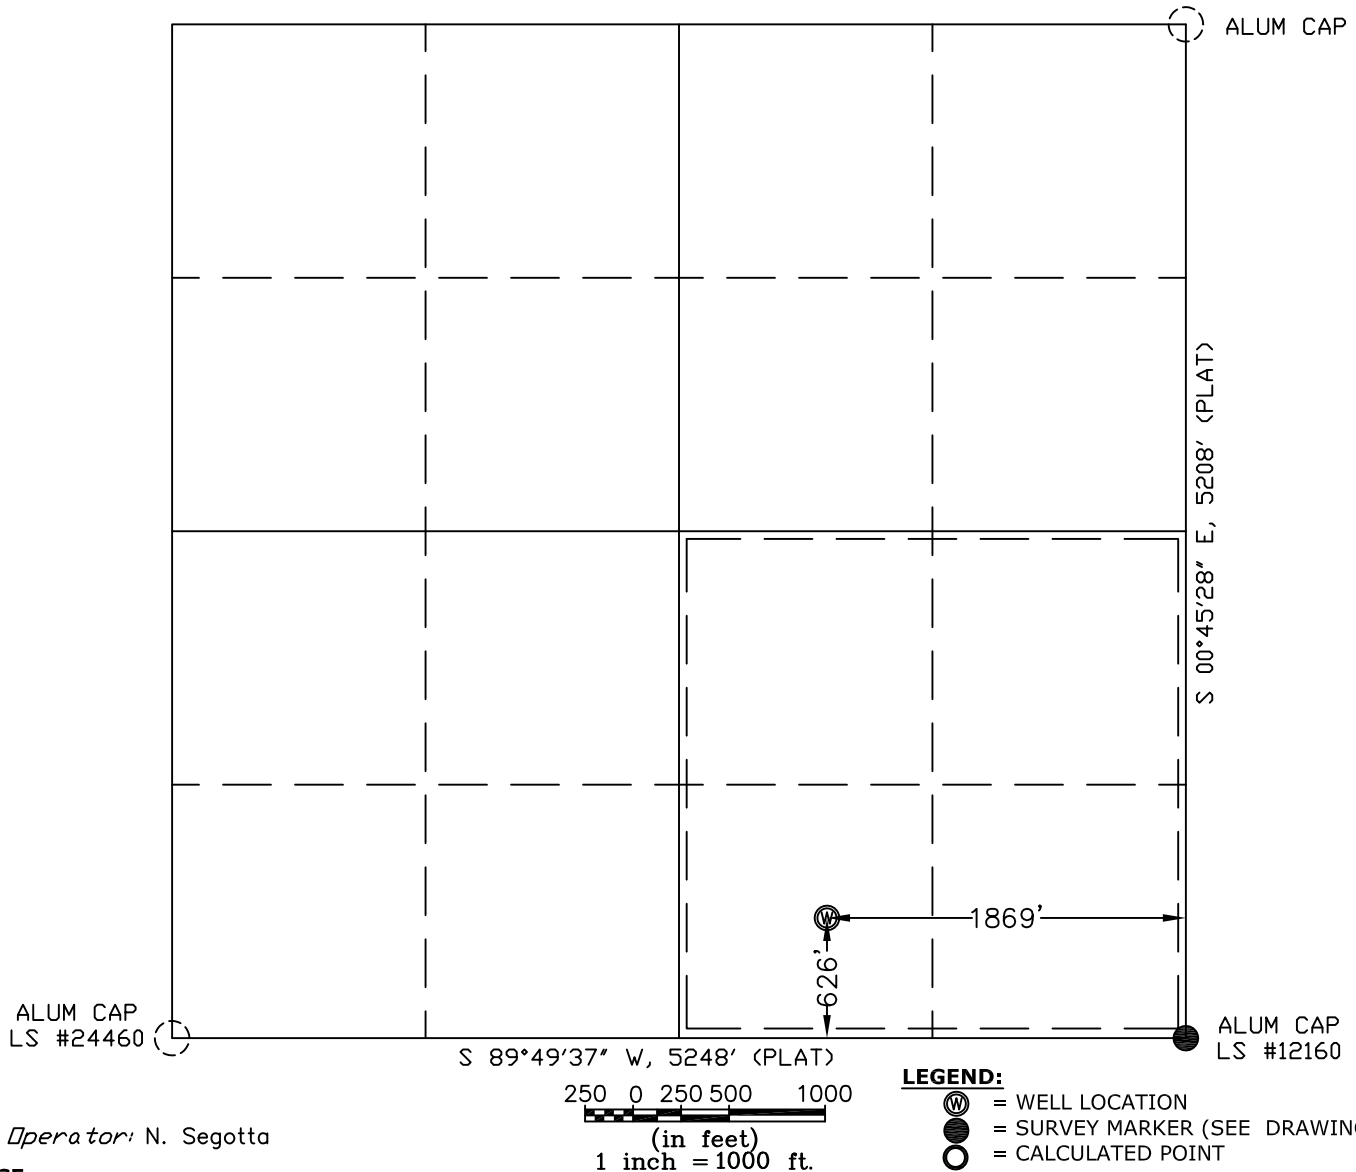 ALUM CAP
S 00°45'28" E, 5208' (PLAT)
1869'
626'
ALUM CAP
LS #24460
ALUM CAP
LS #12160
S 89°49'37" W, 5248' (PLAT)
250 0 250 500 1000
(in feet)
1 inch = 1000 ft.
LEGEND:
W = WELL LOCATION
= SURVEY MARKER (SEE DRAWIN
= CALCULATED POINT
Operator: N. Segotta